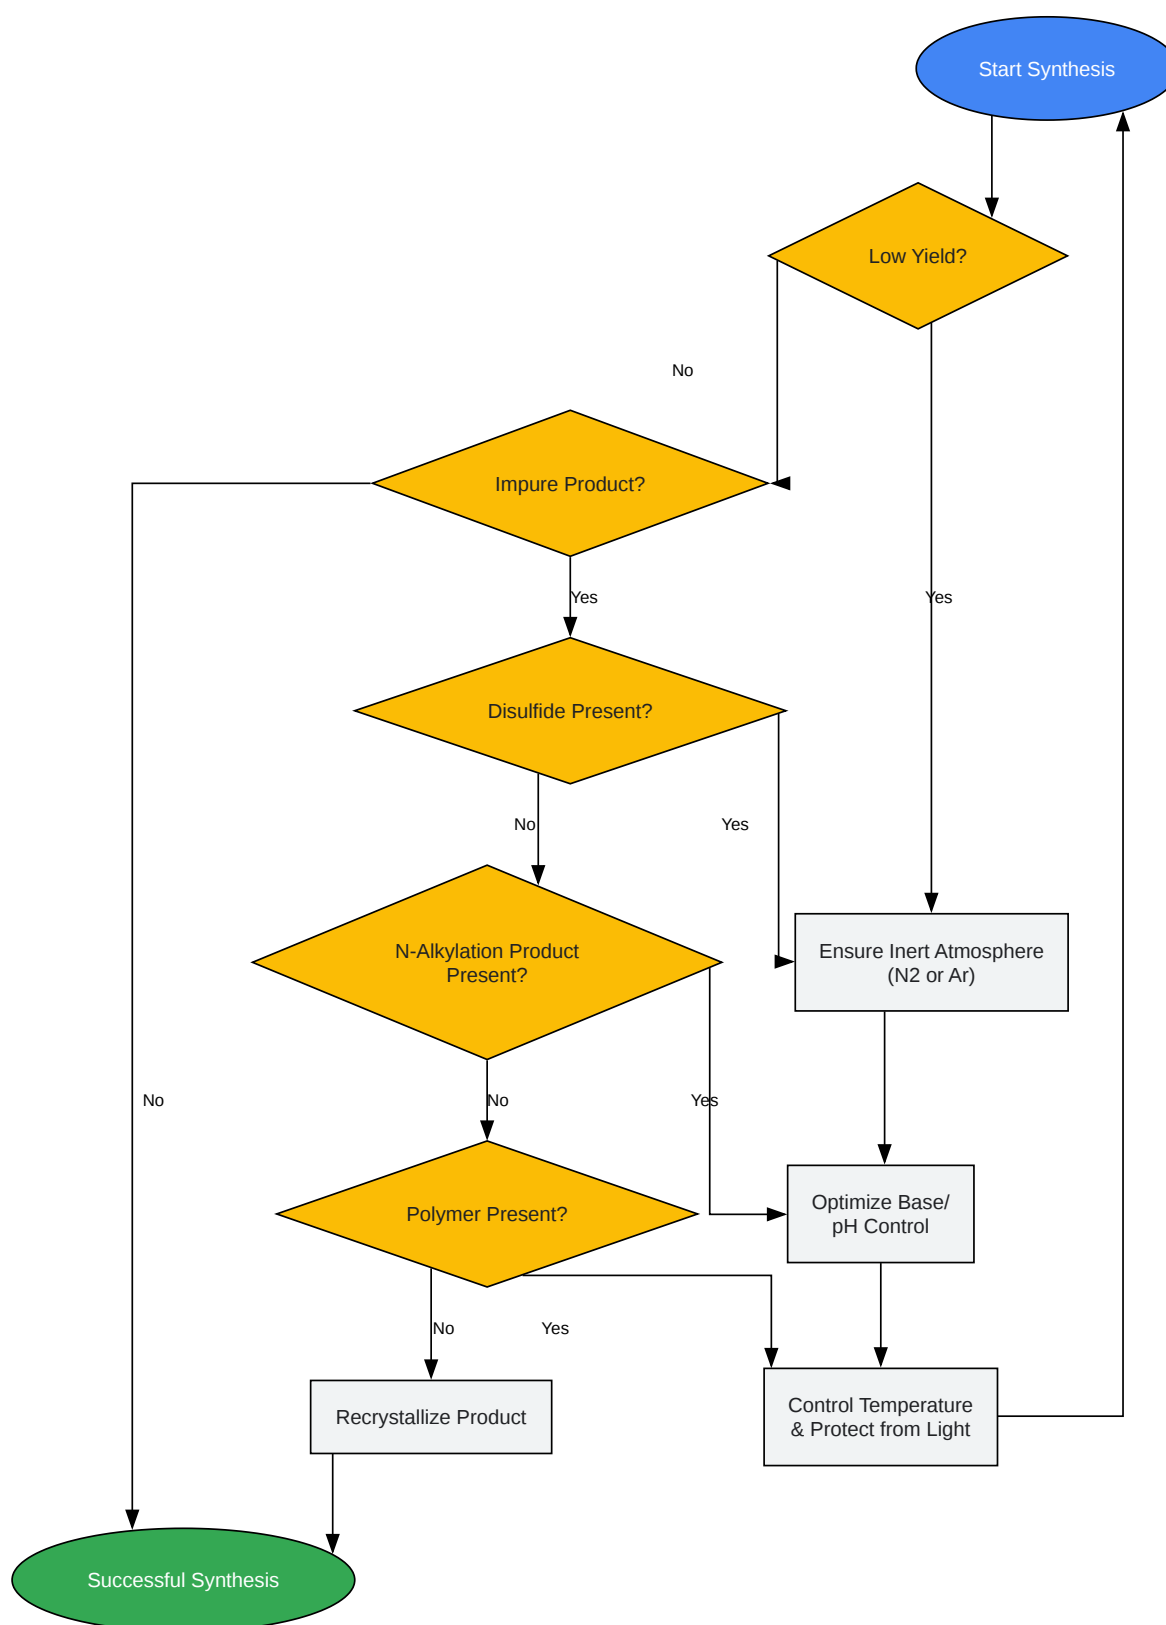 Start Synthesis
Low Yield?
No
Impure Product?
Yes
Yes
Disulfide Present?
No
Yes
N-Alkylation Product
Present?
Ensure Inert Atmosphere
(N2 or Ar)
No
No
Yes
Polymer Present?
Optimize Base/
pH Control
No
Yes
Recrystallize Product
Control Temperature
& Protect from Light
Successful Synthesis